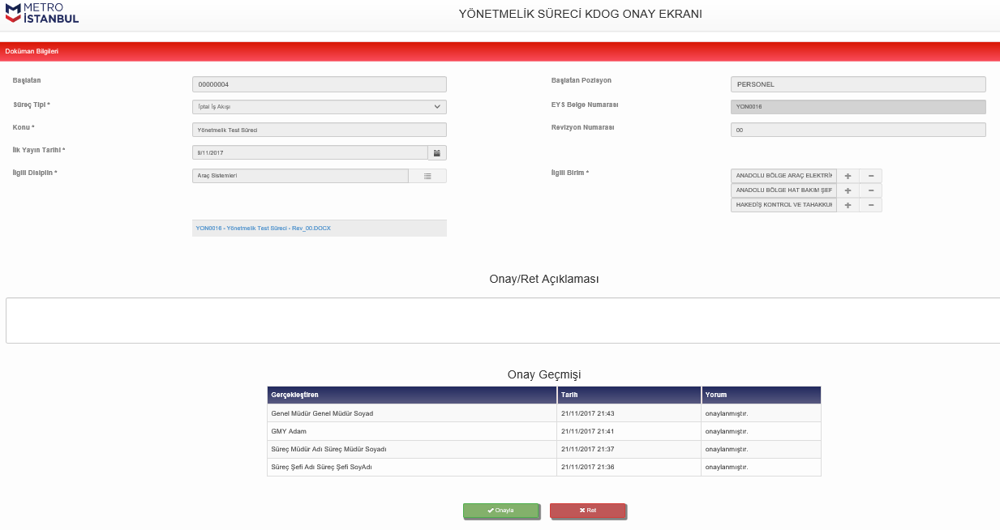 METRO
İSTANBUL
YÖNETMELİK SÜRECİ KDOG ONAY EKRANI
Doküman Bilgileri
Başlatan
00000004
Başlatan Pozisyon
PERSONEL
Süreç Tipi *
İptal İş Akışı
EYS Belge Numarası
YON0016
Konu *
Yönetmelik Test Süreci
Revizyon Numarası
00
İlk Yayın Tarihi *
9/11/2017
İlgili Disiplin *
Araç Sistemleri
İlgili Birim *
ANADOLU BÖLGE ARAÇ ELEKTRİK
ANADOLU BÖLGE HAT BAKIM ŞEF
HAKEDİŞ KONTROL VE TAHAKKUK
YON0016 - Yönetmelik Test Süreci - Rev_00.DOCX
Onay/Ret Açıklaması
Onay Geçmişi
Gerçekleştiren Tarih Yorum
Genel Müdür Genel Müdür Soyad 21/11/2017 21:43 onaylanmıştır.
GMY Adam 21/11/2017 21:41 onaylanmıştır.
Süreç Müdür Adı Süreç Müdür Soyadı 21/11/2017 21:37 onaylanmıştır.
Süreç Şefi Adı Süreç Şefi SoyAdı 21/11/2017 21:36 onaylanmıştır.
Onayla
Ret